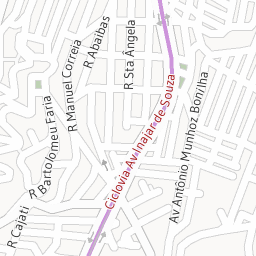 R Abaíbas
R Sta Ângela
R Manuel Correia
R Bartolomeu Faria
R Cajati
Ciclovia Av Inajar de Souza
Av Antônio Munhoz Bonilha